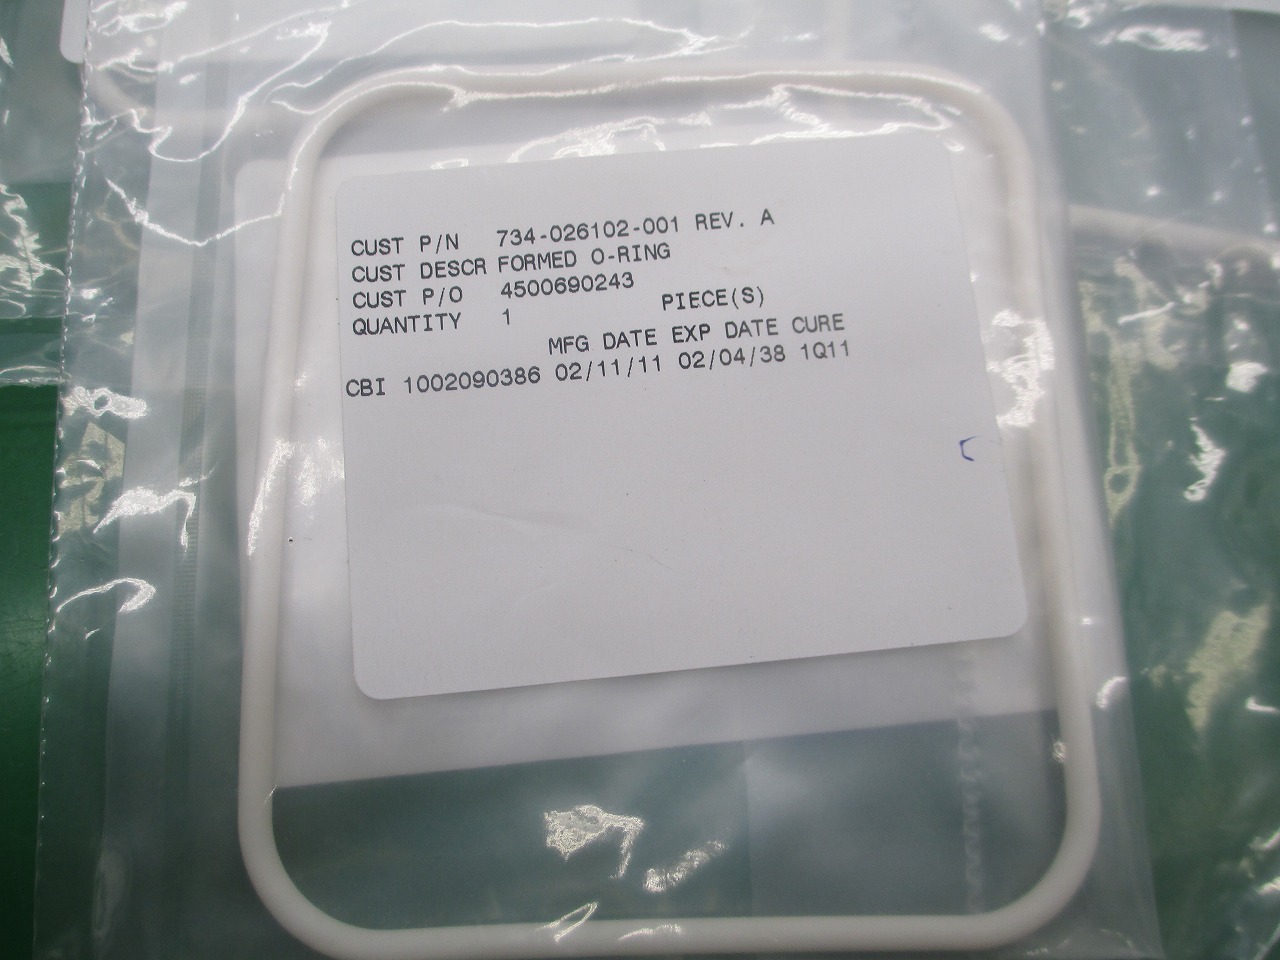 CUST P/N 734-026102-001 REV. A
CUST DESCR FORMED O-RING
CUST P/O 4500690243
QUANTITY 1 PIECE(S)
MFG DATE EXP DATE CURE
CBI 1002090386 02/11/11 02/04/38 1Q11